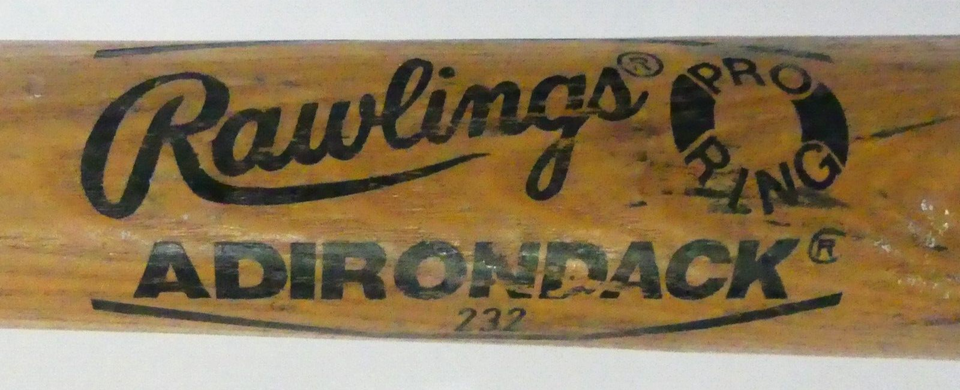 Rawlings®
PRO
RING
ADIRONDACK®
232